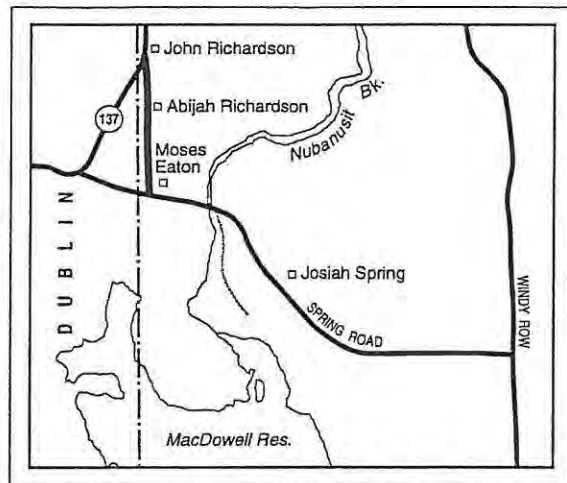 John Richardson
137
Abijah Richardson
Nubanusit Bk.
Moses
Eaton
DUBLIN
Josiah Spring
SPRING ROAD
WINDY ROW
MacDowell Res.